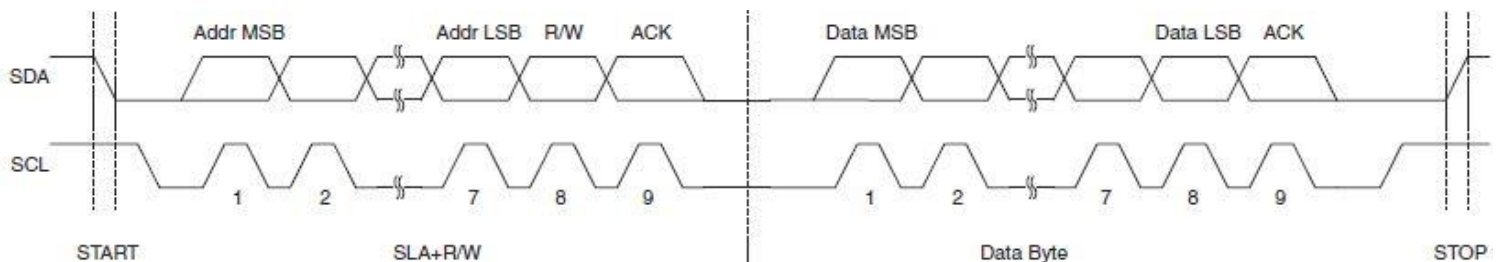 Addr MSB Addr LSB R/W ACK Data MSB Data LSB ACK
SDA
SCL
1 2 7 8 9 1 2 7 8 9
START SLA+R/W Data Byte STOP